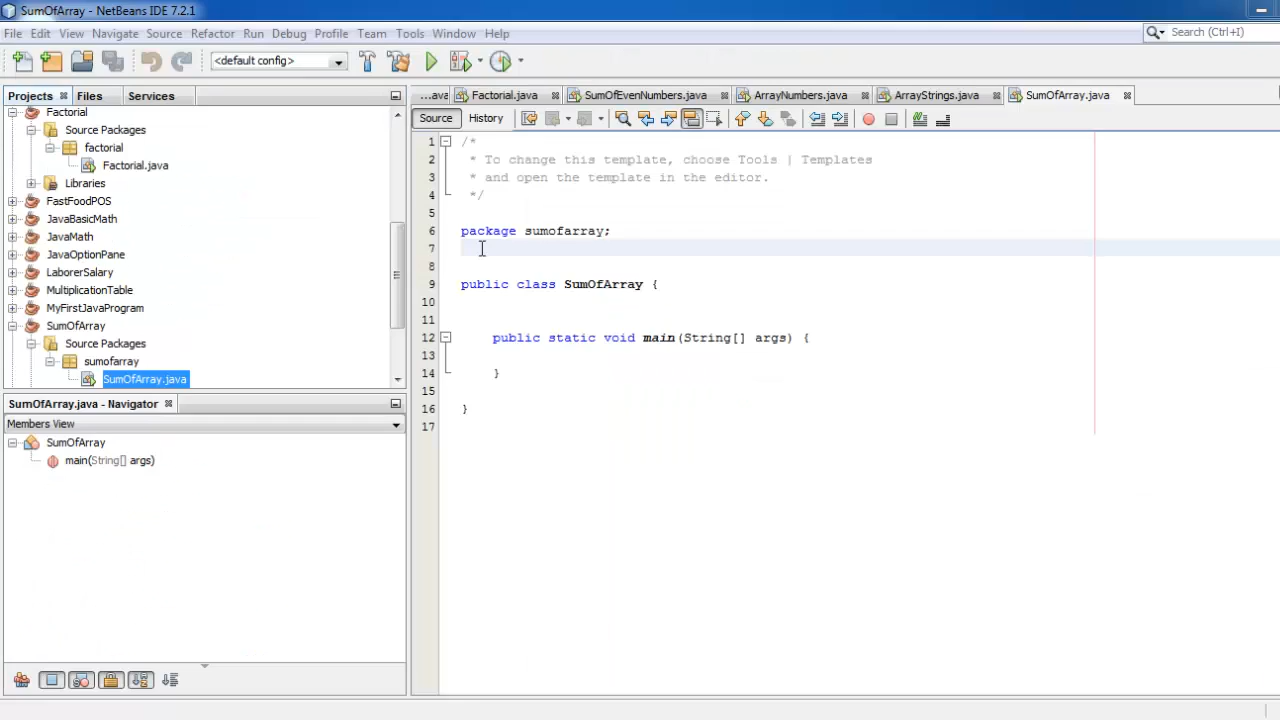 SumOfArray - NetBeans IDE 7.2.1
File Edit View Navigate Source Refactor Run Debug Profile Team Tools Window Help
Search (Ctrl+I)
<default config>
Projects Files Services
Factorial
Source Packages
factorial
Factorial.java
Libraries
FastFoodPOS
JavaBasicMath
JavaMath
JavaOptionPane
LaborerSalary
MultiplicationTable
MyFirstJavaProgram
SumOfArray
Source Packages
sumofarray
SumOfArray.java
SumOfArray.java - Navigator
Members View
SumOfArray
main(String[] args)
...ava Factorial.java SumOfEvenNumbers.java ArrayNumbers.java ArrayStrings.java SumOfArray.java
Source History
1 /*
2 * To change this template, choose Tools | Templates
3 * and open the template in the editor.
4 */
5
6 package sumofarray;
7
8
9 public class SumOfArray {
10
11
12 public static void main(String[] args) {
13
14 }
15
16 }
17